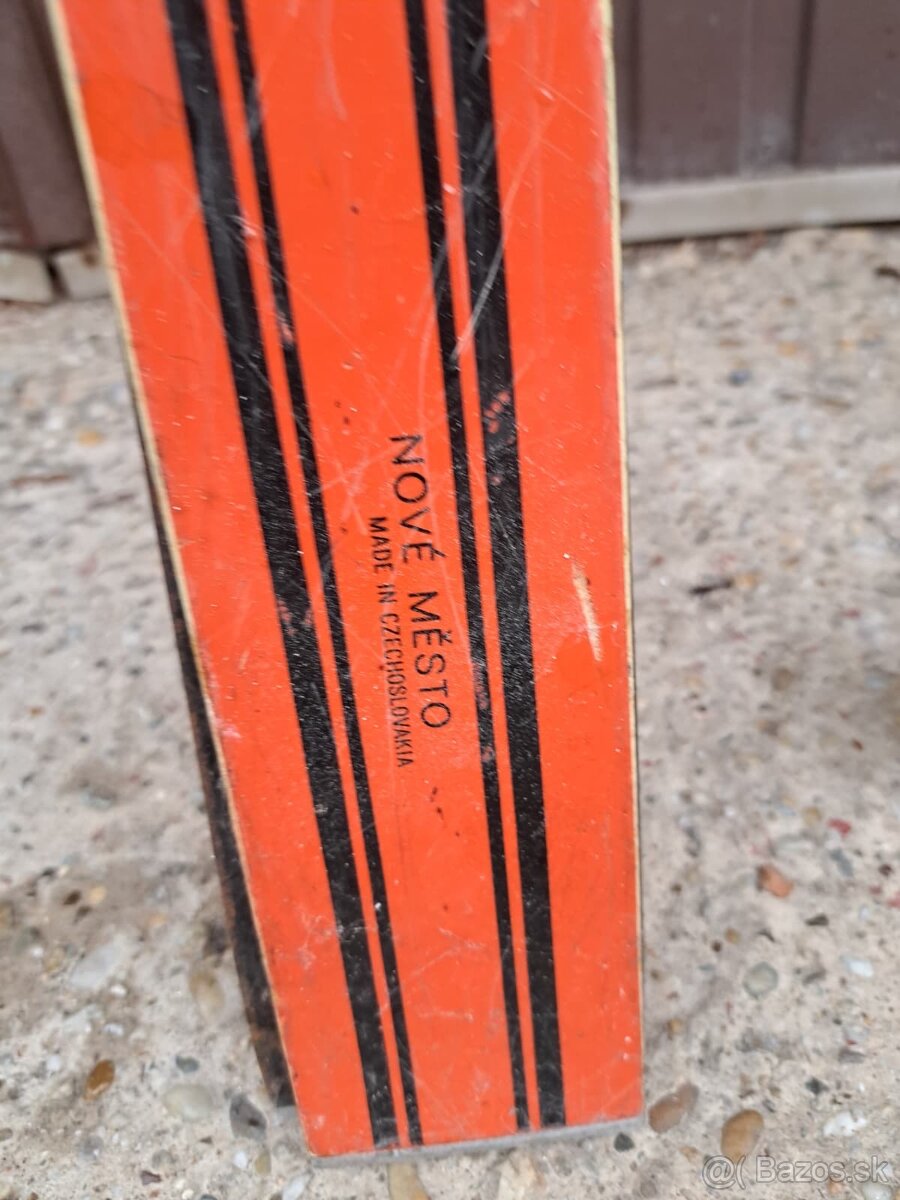 NOVÉ MĚSTO
MADE IN CZECHOSLOVAKIA
@( Bazos.sk